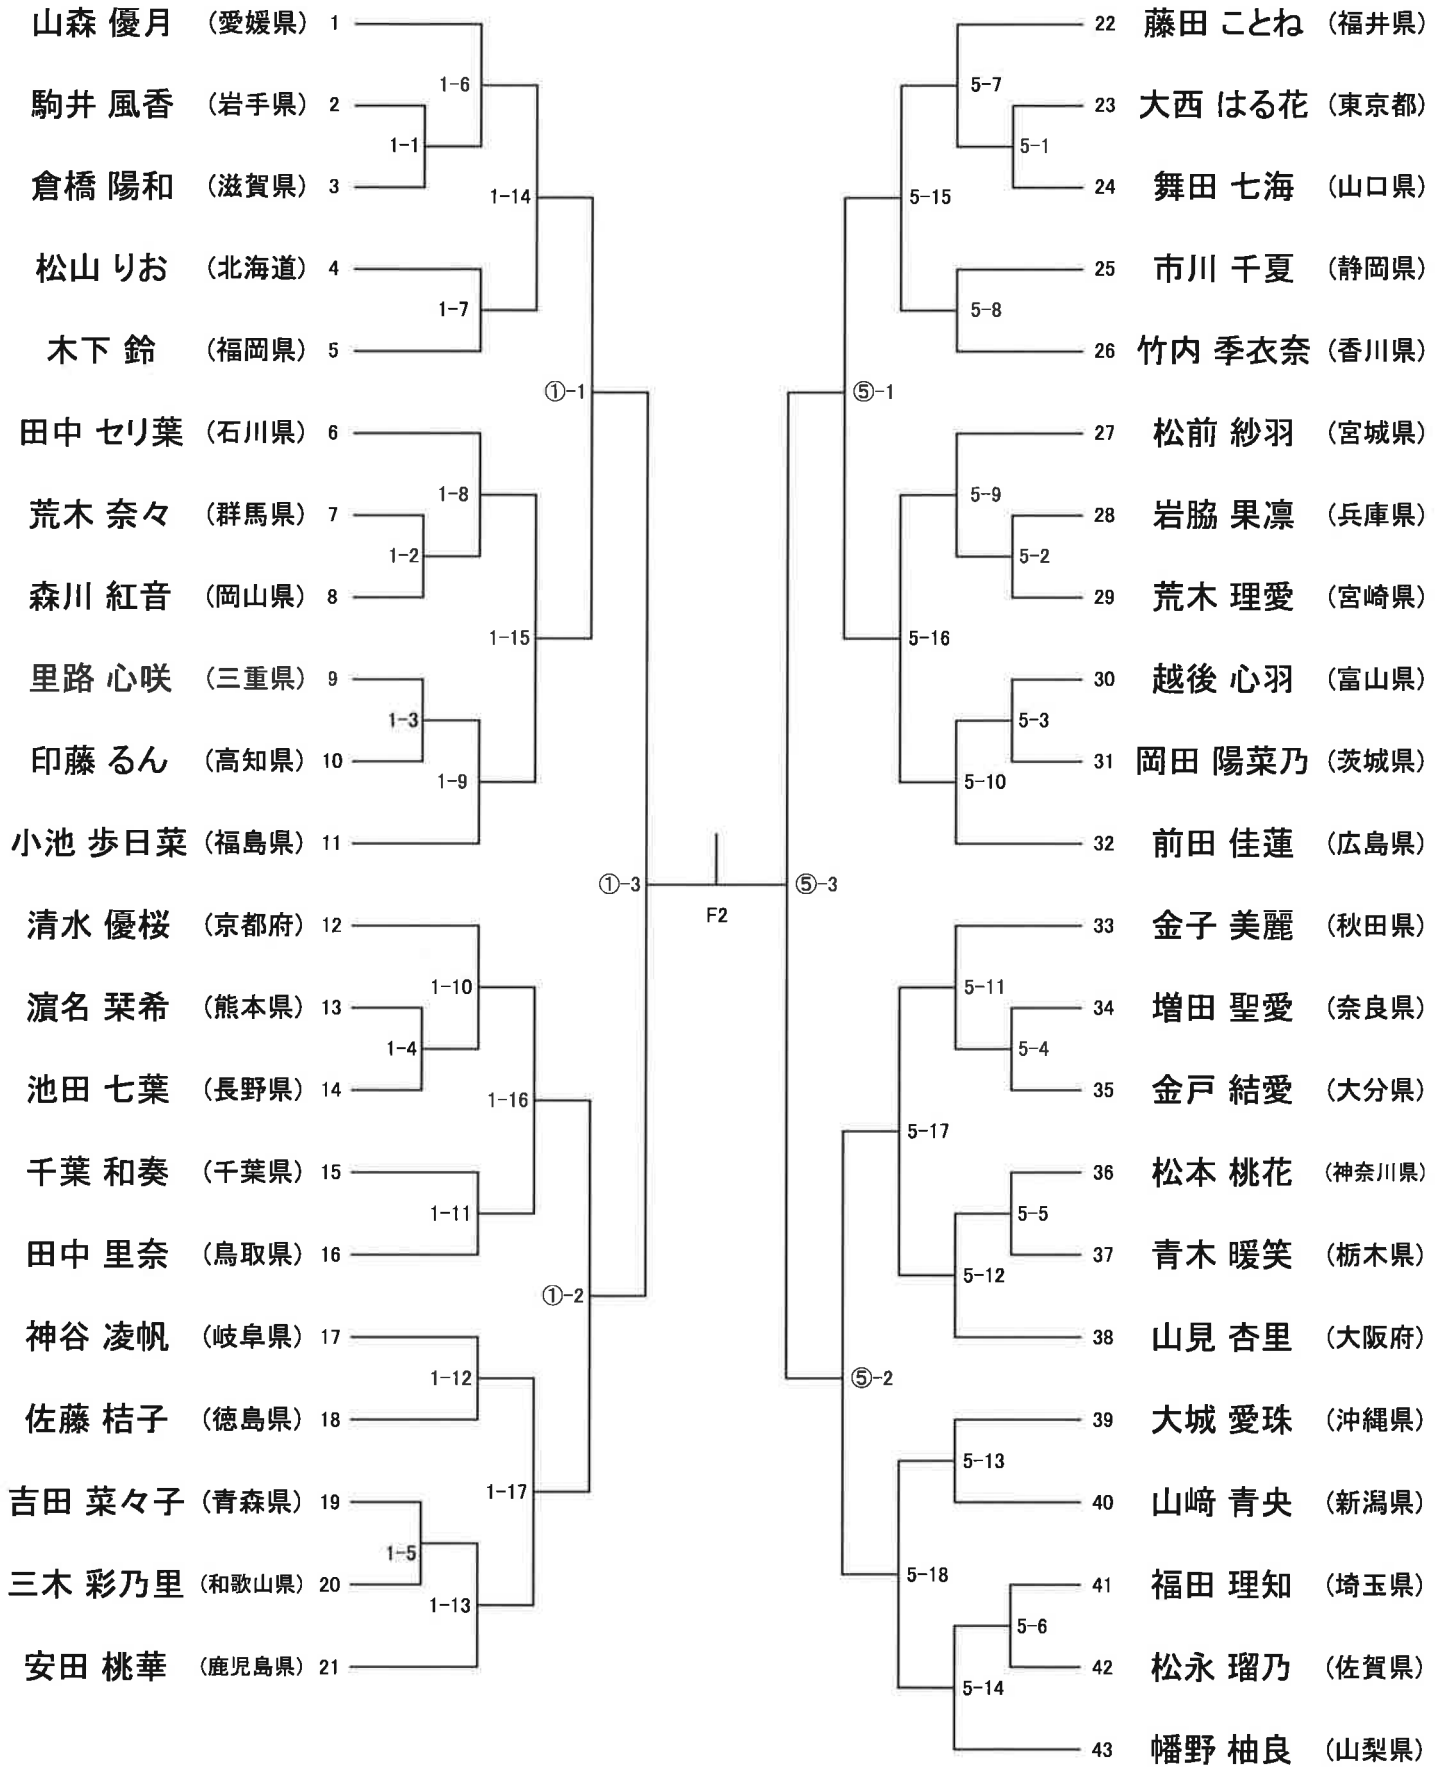 山森 優月 （愛媛県） 1
1-6
駒井 風香 （岩手県） 2
1-1
倉橋 陽和 （滋賀県） 3
1-14
松山 りお （北海道） 4
1-7
木下 鈴 （福岡県） 5
①-1
田中 セリ葉 （石川県） 6
1-8
荒木 奈々 （群馬県） 7
1-2
森川 紅音 （岡山県） 8
1-15
里路 心咲 （三重県） 9
1-3
印藤 るん （高知県） 10
1-9
小池 歩日菜 （福島県） 11
①-3
清水 優桜 （京都府） 12
1-10
濵名 栞希 （熊本県） 13
1-4
池田 七葉 （長野県） 14
1-16
千葉 和奏 （千葉県） 15
1-11
田中 里奈 （鳥取県） 16
①-2
神谷 凌帆 （岐阜県） 17
1-12
佐藤 桔子 （徳島県） 18
1-17
吉田 菜々子 （青森県） 19
1-5
三木 彩乃里 （和歌山県） 20
1-13
安田 桃華 （鹿児島県） 21
F2
22 藤田 ことね （福井県）
5-7
23 大西 はる花 （東京都）
5-1
24 舞田 七海 （山口県）
5-15
25 市川 千夏 （静岡県）
5-8
26 竹内 季衣奈 （香川県）
⑤-1
27 松前 紗羽 （宮城県）
5-9
28 岩脇 果凛 （兵庫県）
5-2
29 荒木 理愛 （宮崎県）
5-16
30 越後 心羽 （富山県）
5-3
31 岡田 陽菜乃 （茨城県）
5-10
32 前田 佳蓮 （広島県）
⑤-3
33 金子 美麗 （秋田県）
5-11
34 増田 聖愛 （奈良県）
5-4
35 金戸 結愛 （大分県）
5-17
36 松本 桃花 （神奈川県）
5-5
37 青木 暖笑 （栃木県）
5-12
38 山見 杏里 （大阪府）
⑤-2
39 大城 愛珠 （沖縄県）
5-13
40 山﨑 青央 （新潟県）
5-18
41 福田 理知 （埼玉県）
5-6
42 松永 瑠乃 （佐賀県）
5-14
43 幡野 柚良 （山梨県）